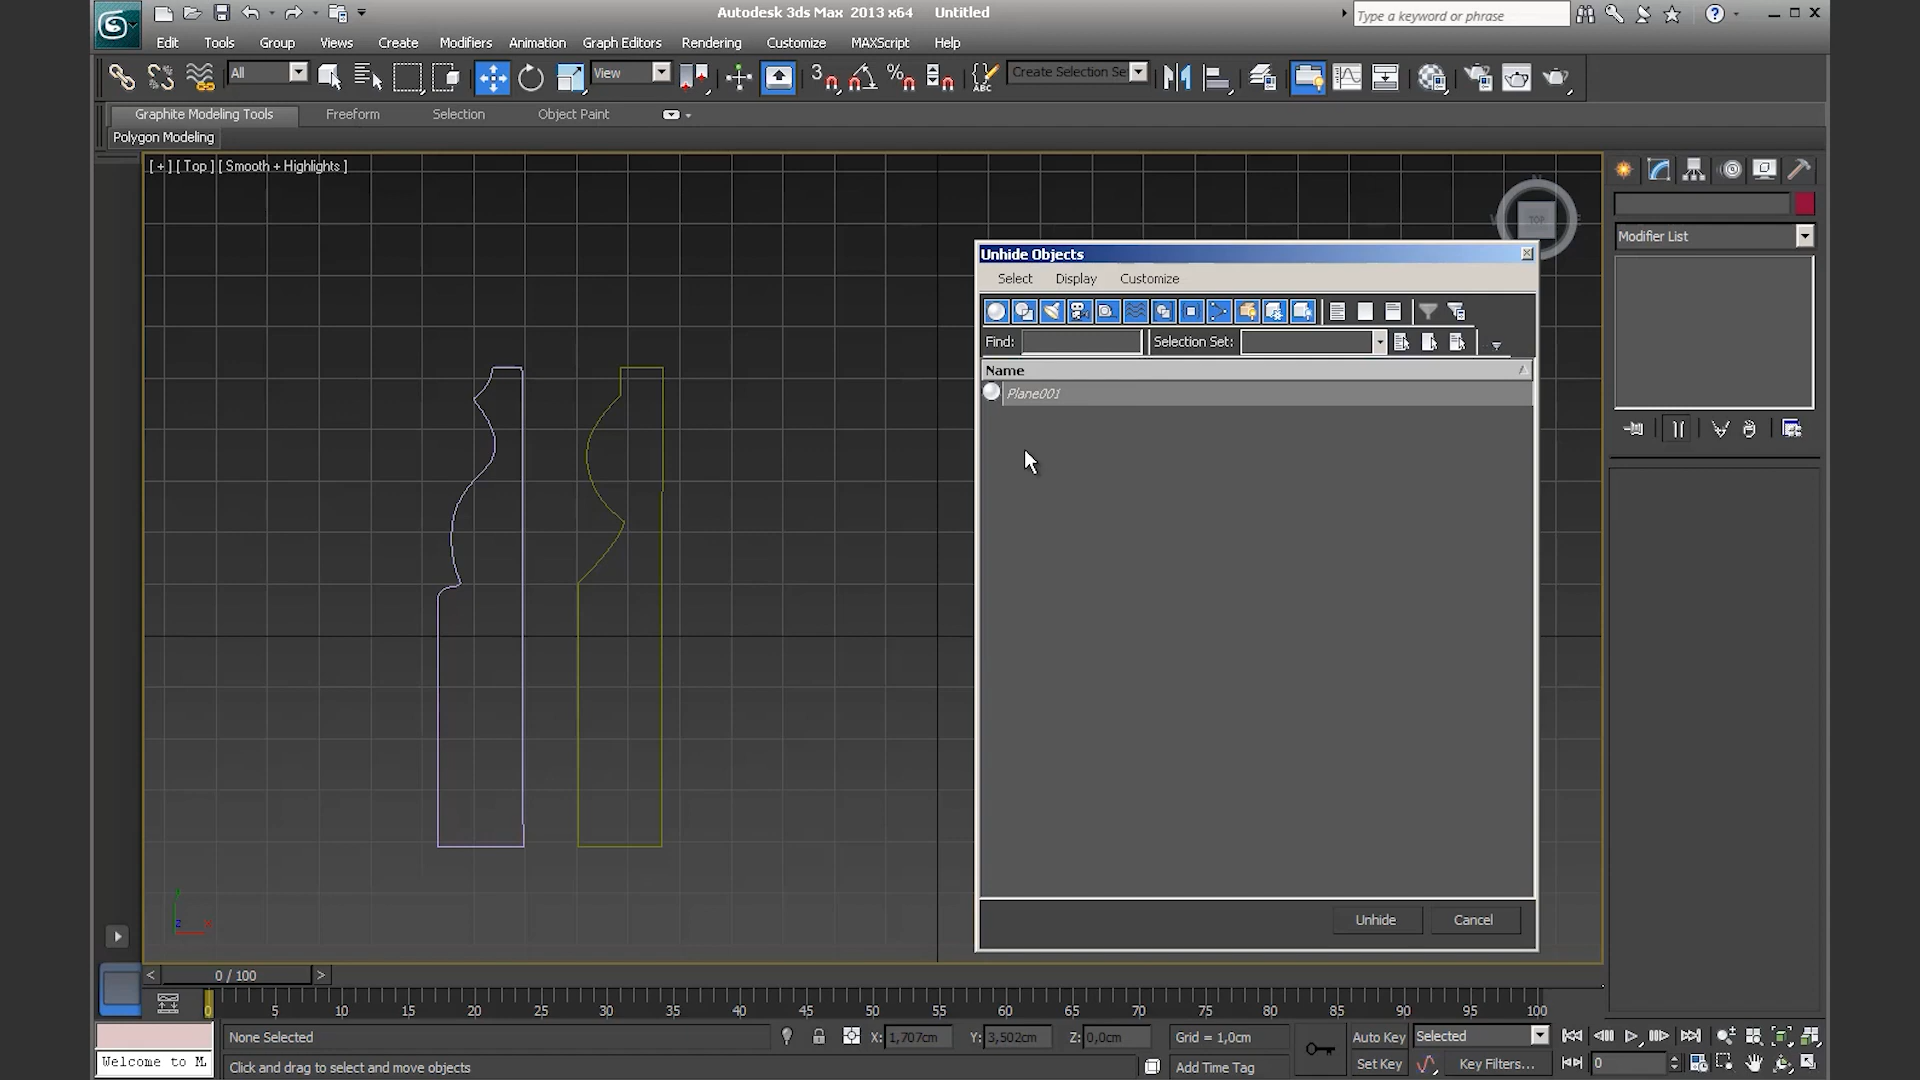 Autodesk 3ds Max 2013 x64 Untitled
Type a keyword or phrase
Edit Tools Group Views Create Modifiers Animation Graph Editors Rendering Customize MAXScript Help
All View 3 % ABC Create Selection Se
Graphite Modeling Tools Freeform Selection Object Paint
Polygon Modeling
[ + ] [ Top ] [ Smooth + Highlights ]
TOP
Modifier List
Unhide Objects
Select Display Customize
Find: Selection Set:
Name
Plane001
Unhide Cancel
0 / 100
0 5 10 15 20 25 30 35 40 45 50 55 60 65 70 75 80 85 90 95 100
None Selected X: 1,707cm Y: 3,502cm Z: 0,0cm Grid = 1,0cm Auto Key Selected
Welcome to M. Click and drag to select and move objects Add Time Tag Set Key Key Filters... 0